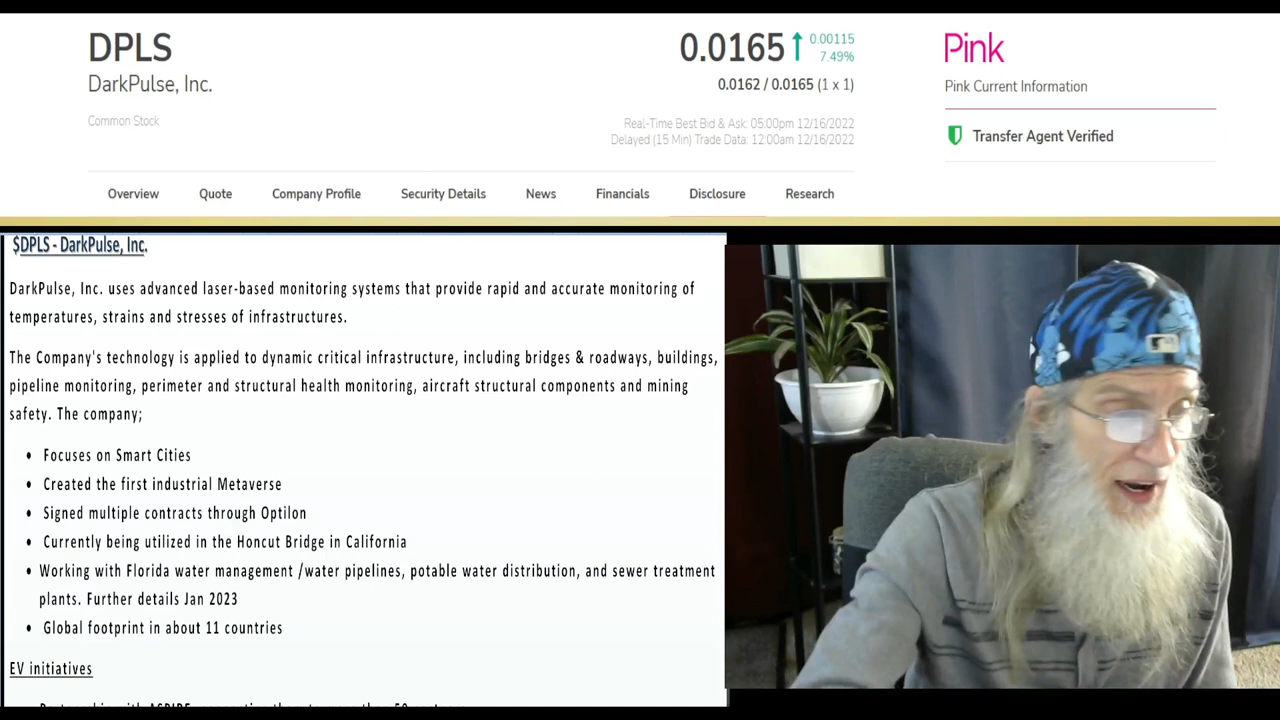 DPLS
DarkPulse, Inc.
Common Stock
0.0165
0.00115
7.49%
0.0162 / 0.0165 (1 x 1)
Real-Time Best Bid & Ask: 05:00pm 12/16/2022
Delayed (15 Min) Trade Data: 12:00am 12/16/2022
Pink
Pink Current Information
Transfer Agent Verified
Overview Quote Company Profile Security Details News Financials Disclosure Research
$DPLS - DarkPulse, Inc.
DarkPulse, Inc. uses advanced laser-based monitoring systems that provide rapid and accurate monitoring of
temperatures, strains and stresses of infrastructures.
The Company's technology is applied to dynamic critical infrastructure, including bridges & roadways, buildings,
pipeline monitoring, perimeter and structural health monitoring, aircraft structural components and mining
safety. The company;
• Focuses on Smart Cities
• Created the first industrial Metaverse
• Signed multiple contracts through Optilon
• Currently being utilized in the Honcut Bridge in California
• Working with Florida water management /water pipelines, potable water distribution, and sewer treatment
plants. Further details Jan 2023
• Global footprint in about 11 countries
EV initiatives